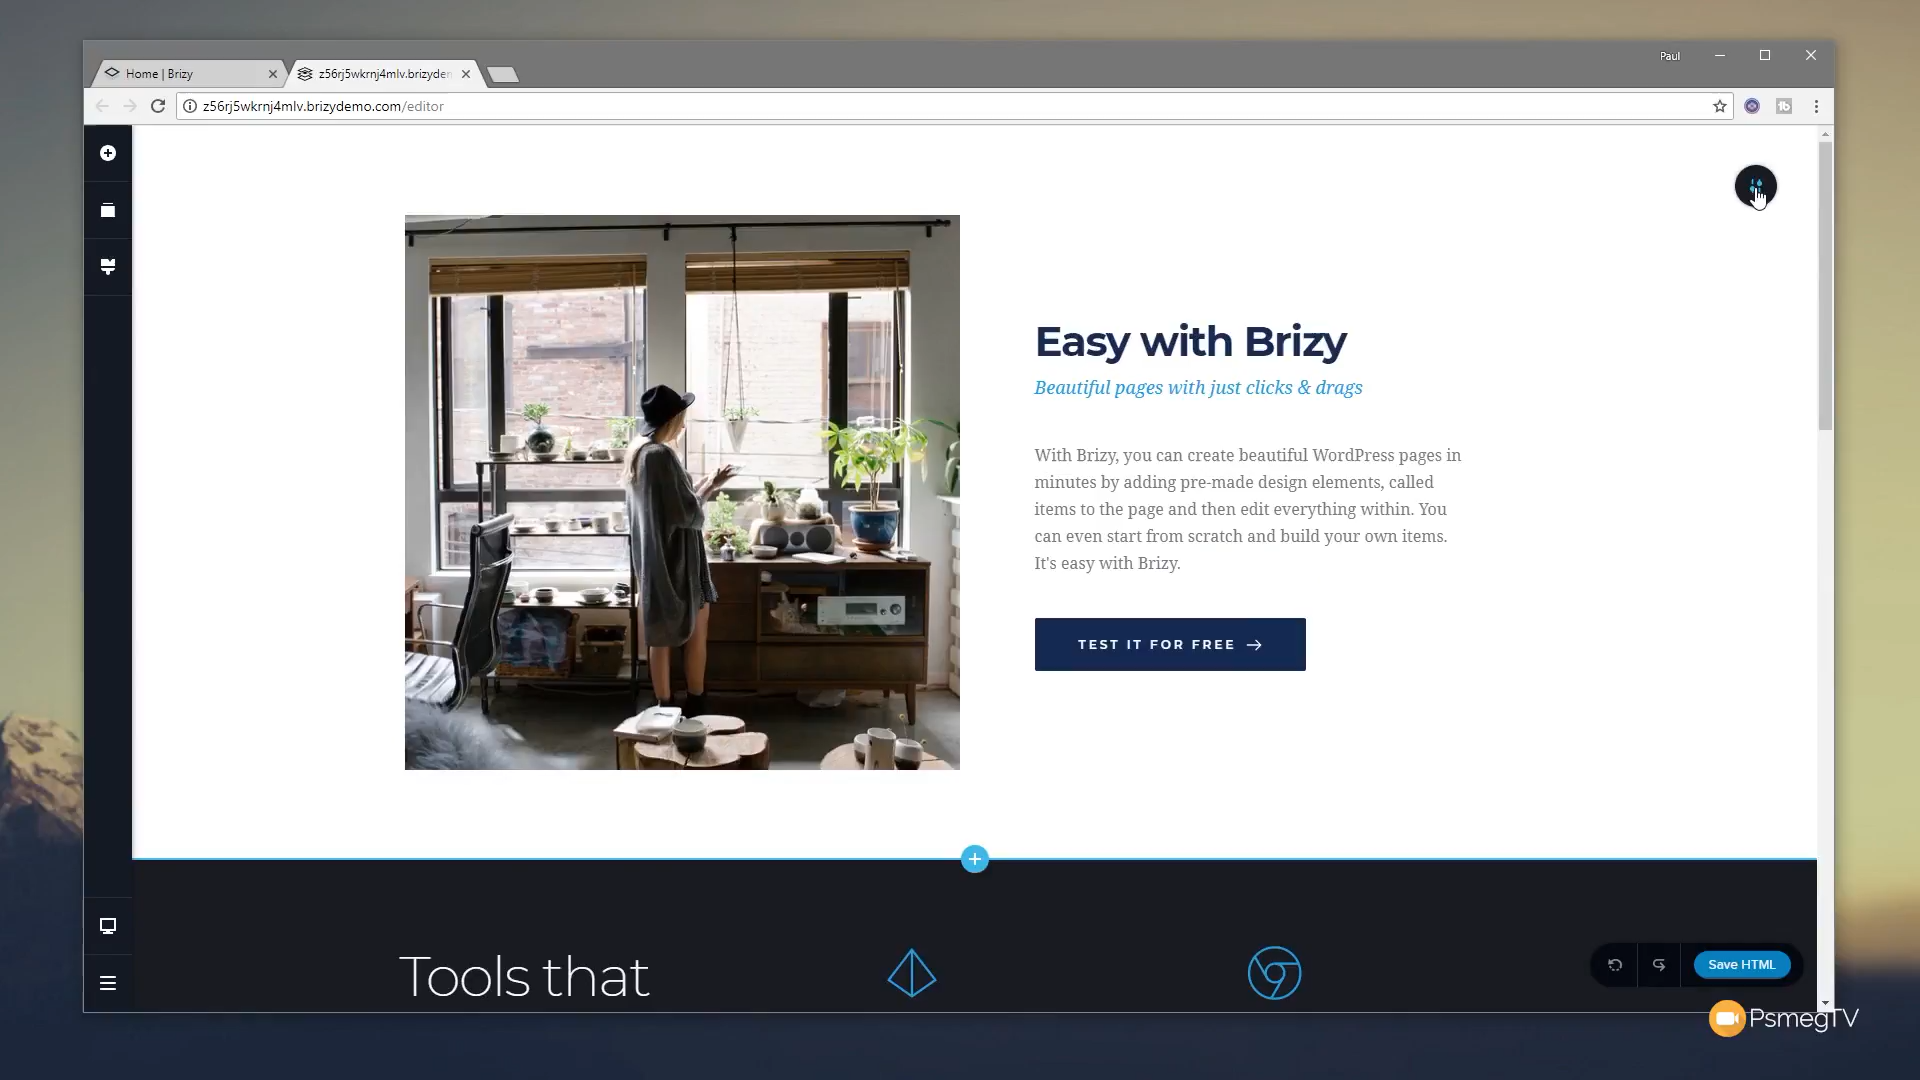 Paul
Home | Brizy
z56rj5wkrnj4mlv.brizyden
z56rj5wkrnj4mlv.brizydemo.com/editor
Easy with Brizy
Beautiful pages with just clicks & drags
With Brizy, you can create beautiful WordPress pages in
minutes by adding pre-made design elements, called
items to the page and then edit everything within. You
can even start from scratch and build your own items.
It's easy with Brizy.
TEST IT FOR FREE →
Tools that
Save HTML
PsmegTV